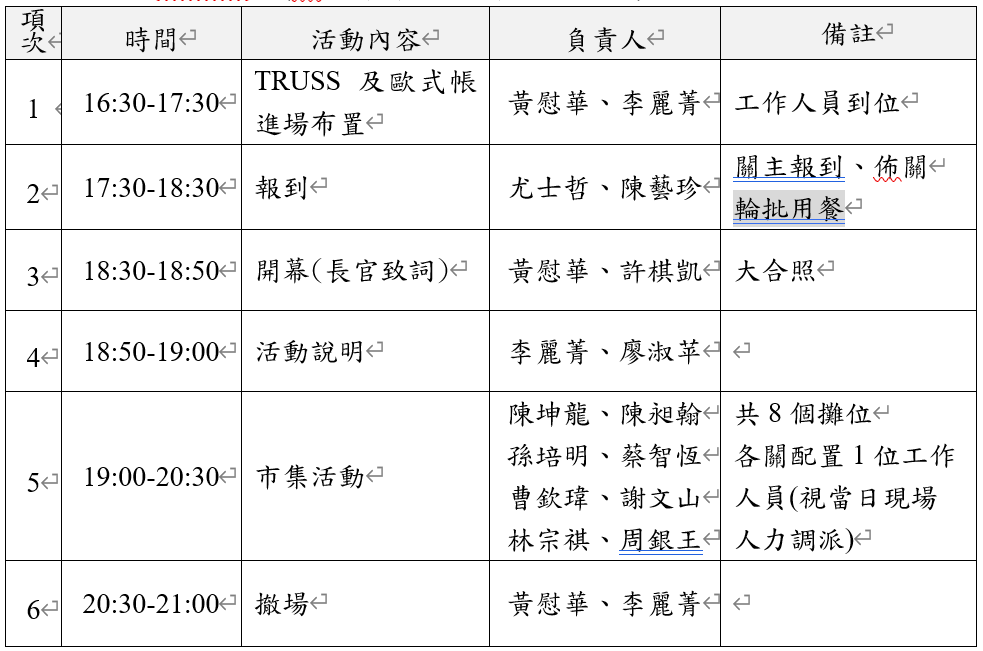 項次 時間 活動內容 負責人 備註
1 16:30-17:30 TRUSS 及歐式帳 黃慰華、李麗菁 工作人員到位
進場布置
2 17:30-18:30 報到 尤士哲、陳藝珍 關主報到、佈關
輪批用餐
3 18:30-18:50 開幕(長官致詞) 黃慰華、許棋凱 大合照
4 18:50-19:00 活動說明 李麗菁、廖淑苹
5 19:00-20:30 市集活動 陳坤龍、陳昶翰 共 8 個攤位
孫培明、蔡智恆 各關配置 1 位工作
曹欽瑋、謝文山 人員(視當日現場
林宗祺、周銀王 人力調派)
6 20:30-21:00 撤場 黃慰華、李麗菁